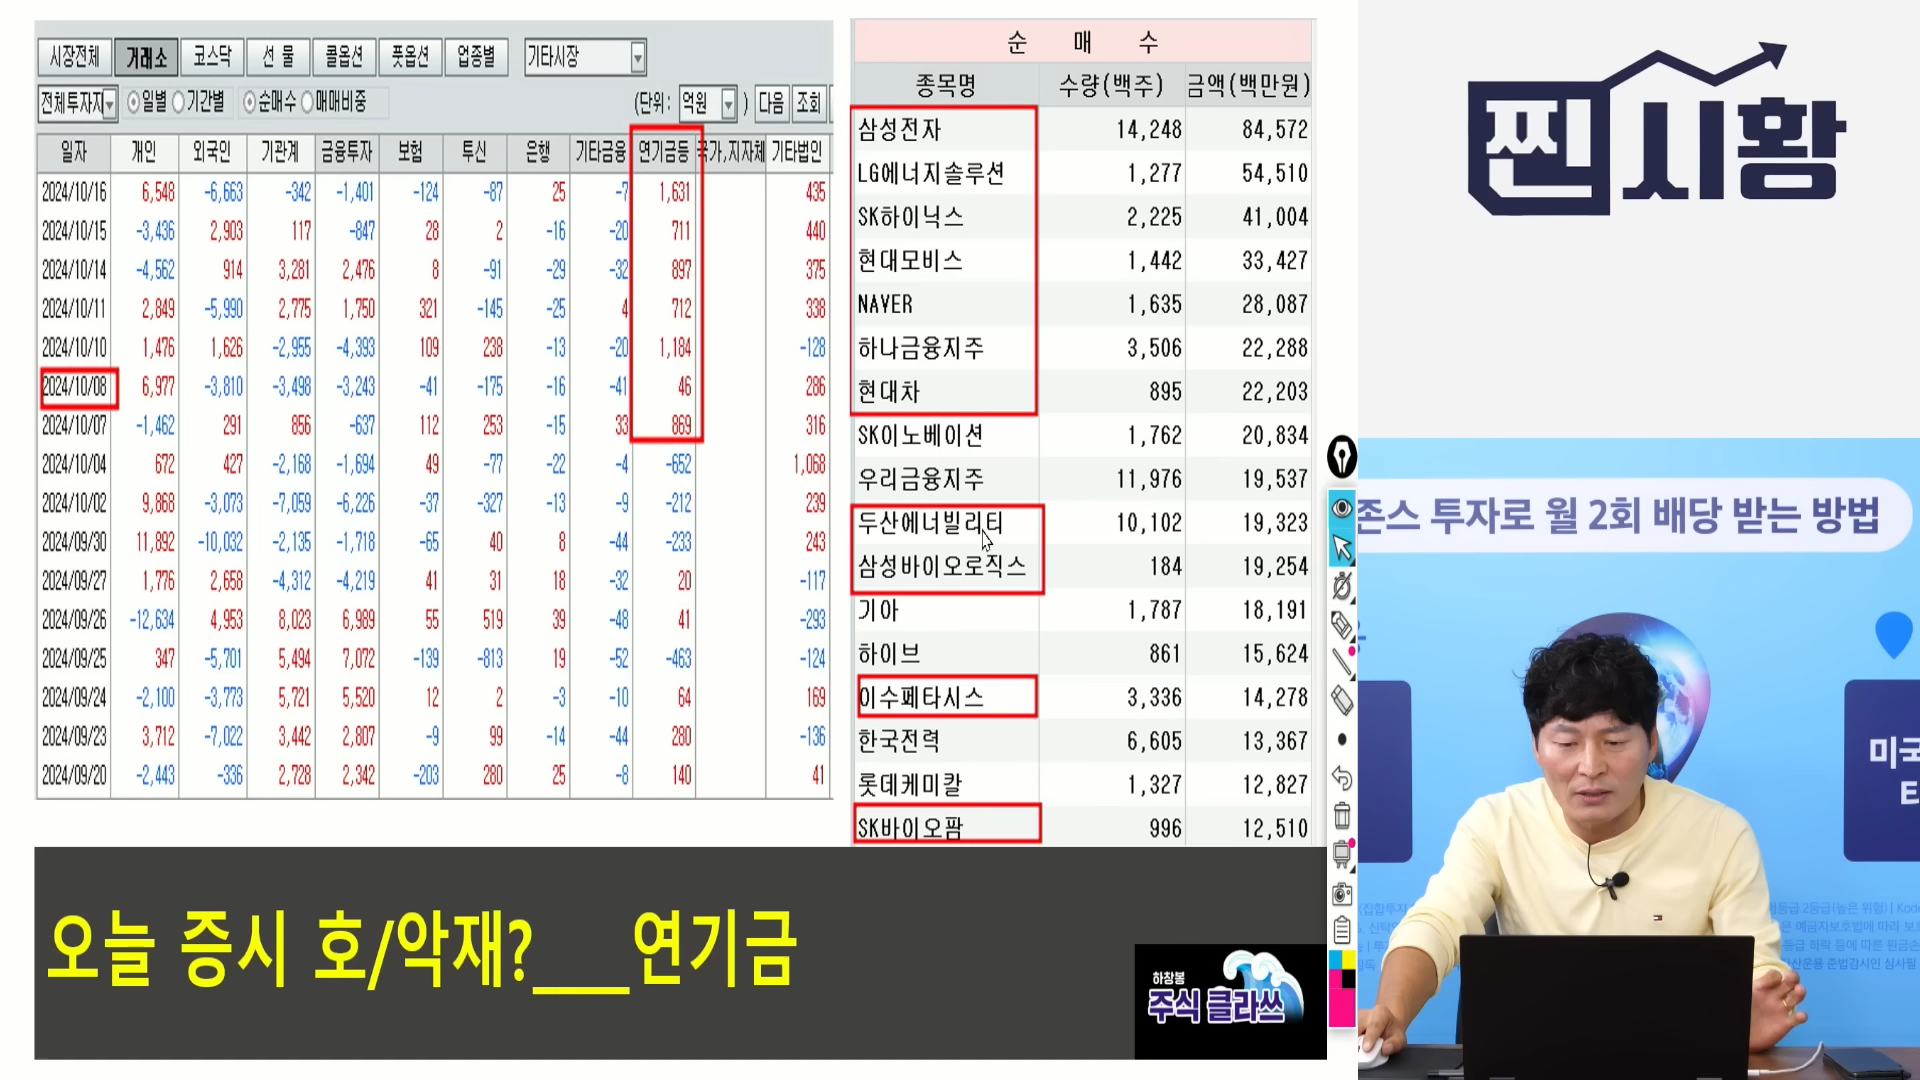 시장전체 거래소 코스닥 선 물 콜옵션 풋옵션 업종별 기타시장
전체투자자 일별 기간별 순매수 매매비중 (단위: 억원 ) 다음 조회
일자 개인 외국인 기관계 금융투자 보험 투신 은행 기타금융 연기금등 국가,지자체 기타법인
2024/10/16 6,548 -6,663 -342 -1,401 -124 -87 25 -7 1,631 435
2024/10/15 -3,436 2,903 117 -847 28 2 -16 -20 711 440
2024/10/14 -4,562 914 3,281 2,476 8 -91 -29 -32 897 375
2024/10/11 2,849 -5,990 2,775 1,750 321 -145 -25 4 712 338
2024/10/10 1,476 1,626 -2,955 -4,393 109 238 -13 -20 1,184 -128
2024/10/08 6,977 -3,810 -3,498 -3,243 -41 -175 -16 -41 46 286
2024/10/07 -1,462 291 856 -637 112 253 -15 33 869 316
2024/10/04 672 427 -2,168 -1,694 49 -77 -22 -4 -652 1,068
2024/10/02 9,868 -3,073 -7,059 -6,226 -37 -327 -13 -9 -212 239
2024/09/30 11,892 -10,032 -2,135 -1,718 -65 40 8 -44 -233 243
2024/09/27 1,776 2,658 -4,312 -4,219 41 31 18 -32 20 -117
2024/09/26 -12,634 4,953 8,023 6,989 55 519 39 -48 41 -293
2024/09/25 347 -5,701 5,494 7,072 -139 -813 19 -52 -463 -124
2024/09/24 -2,100 -3,773 5,721 5,520 12 2 -3 -10 64 169
2024/09/23 3,712 -7,022 3,442 2,807 -9 99 -14 -44 280 -136
2024/09/20 -2,443 -336 2,728 2,342 -203 280 25 -8 140 41
순 매 수
종목명 수량(백주) 금액(백만원)
삼성전자 14,248 84,572
LG에너지솔루션 1,277 54,510
SK하이닉스 2,225 41,004
현대모비스 1,442 33,427
NAVER 1,635 28,087
하나금융지주 3,506 22,288
현대차 895 22,203
SK이노베이션 1,762 20,834
우리금융지주 11,976 19,537
두산에너빌리티 10,102 19,323
삼성바이오로직스 184 19,254
기아 1,787 18,191
하이브 861 15,624
이수페타시스 3,336 14,278
한국전력 6,605 13,367
롯데케미칼 1,327 12,827
SK바이오팜 996 12,510
오늘 증시 호/악재?___연기금
하창봉
주식 클라쓰
찐시황
존스 투자로 월 2회 배당 받는 방법
미국